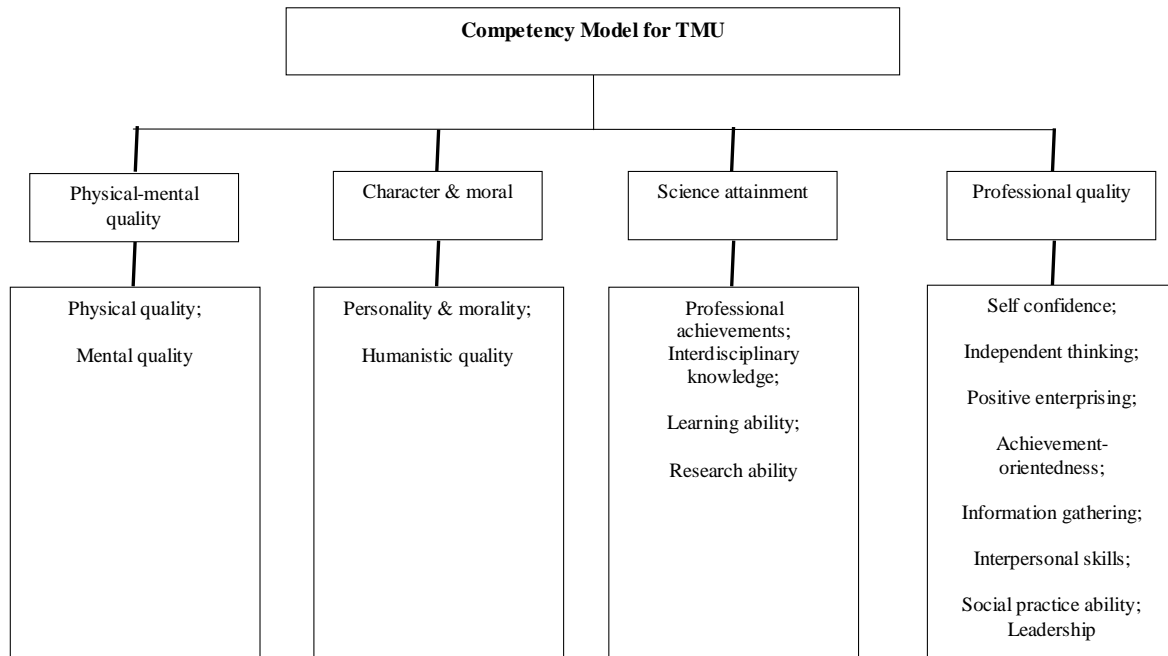 Competency Model for TMU
Physical-mental
quality
Character & moral
Science attainment
Professional quality
Physical quality;
Mental quality
Personality & morality;
Humanistic quality
Professional
achievements;
Interdisciplinary
knowledge;
Learning ability;
Research ability
Self confidence;
Independent thinking;
Positive enterprising;
Achievement-
orientedness;
Information gathering;
Interpersonal skills;
Social practice ability;
Leadership